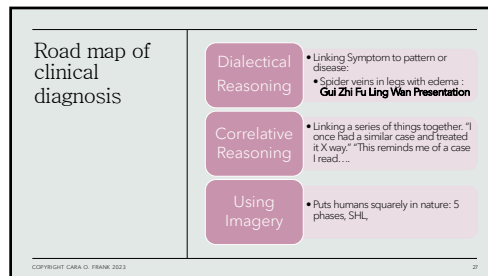 Road map of
clinical
diagnosis
Dialectical
Reasoning
• Linking Symptom to pattern or
disease:
• Spider veins in legs with edema :
Gui Zhi Fu Ling Wan Presentation
Correlative
Reasoning
• Linking a series of things together. “I
once had a similar case and treated
it X way.” “This reminds me of a case
I read….
Using
Imagery
• Puts humans squarely in nature: 5
phases, SHL,
COPYRIGHT CARA O. FRANK 2023
27